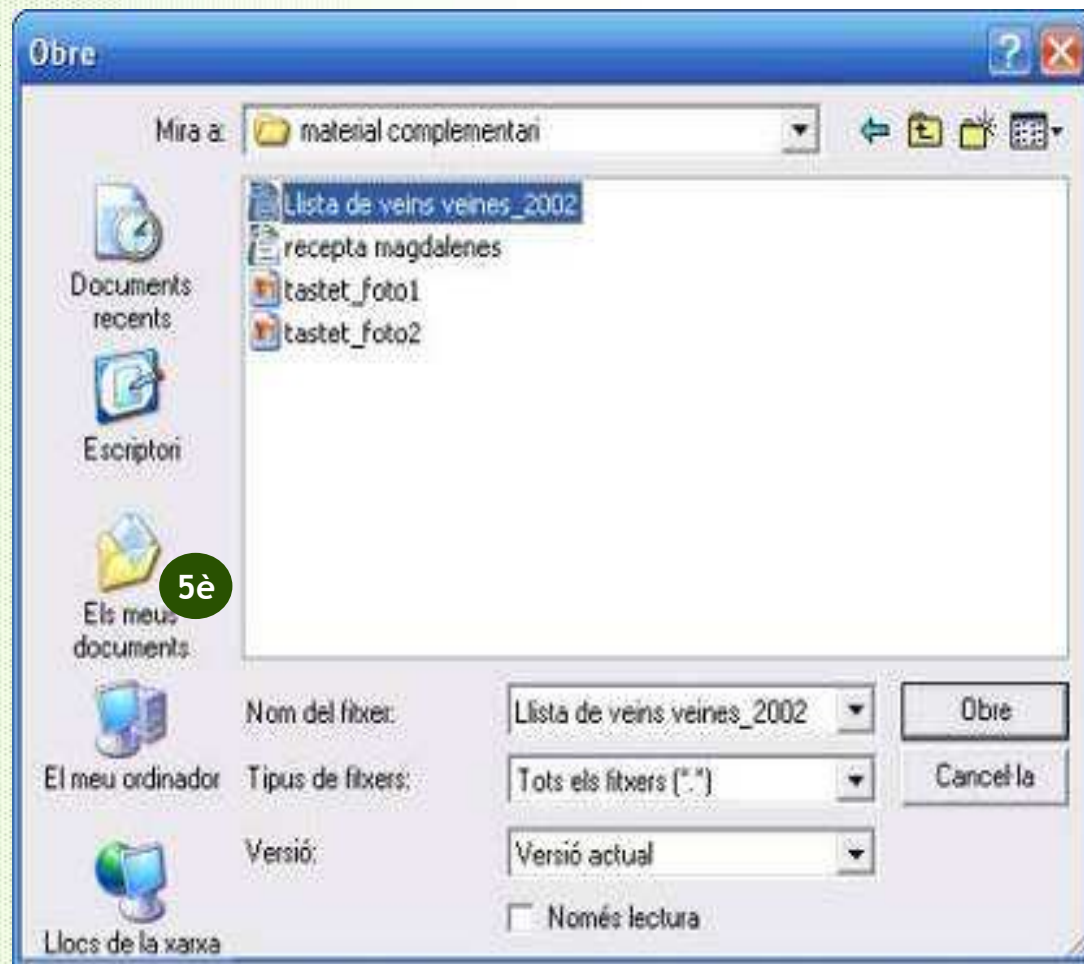 Obre
Mira a: material complementari
Llista de veins veines_2002
recepta magdalenes
tastet_foto1
tastet_foto2
Documents
recents
Escriptori
5è
Els meus
documents
El meu ordinador
Llocs de la xarxa
Nom del fitxer: Llista de veins veines_2002 Obre
Tipus de fitxers: Tots els fitxers (*.*) Cancel·la
Versió: Versió actual
Només lectura